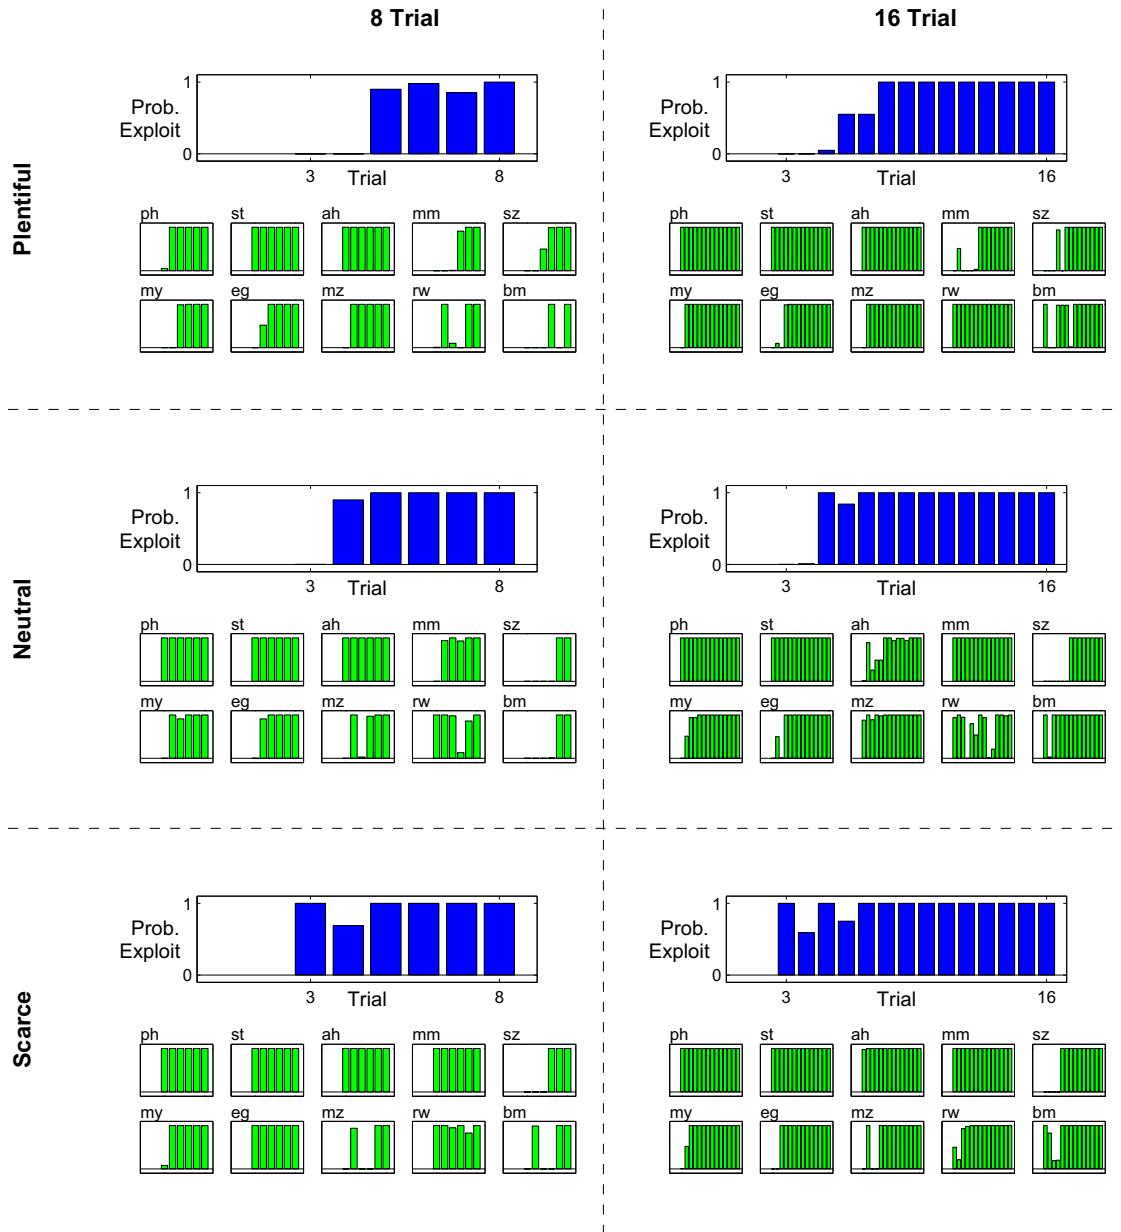 8 Trial
16 Trial
Plentiful
1
Prob.
Exploit
0
3
Trial
8
1
Prob.
Exploit
0
3
Trial
16
ph st ah mm sz
my eg mz rw bm
ph st ah mm sz
my eg mz rw bm
Neutral
1
Prob.
Exploit
0
3
Trial
8
1
Prob.
Exploit
0
3
Trial
16
ph st ah mm sz
my eg mz rw bm
ph st ah mm sz
my eg mz rw bm
Scarce
1
Prob.
Exploit
0
3
Trial
8
1
Prob.
Exploit
0
3
Trial
16
ph st ah mm sz
my eg mz rw bm
ph st ah mm sz
my eg mz rw bm